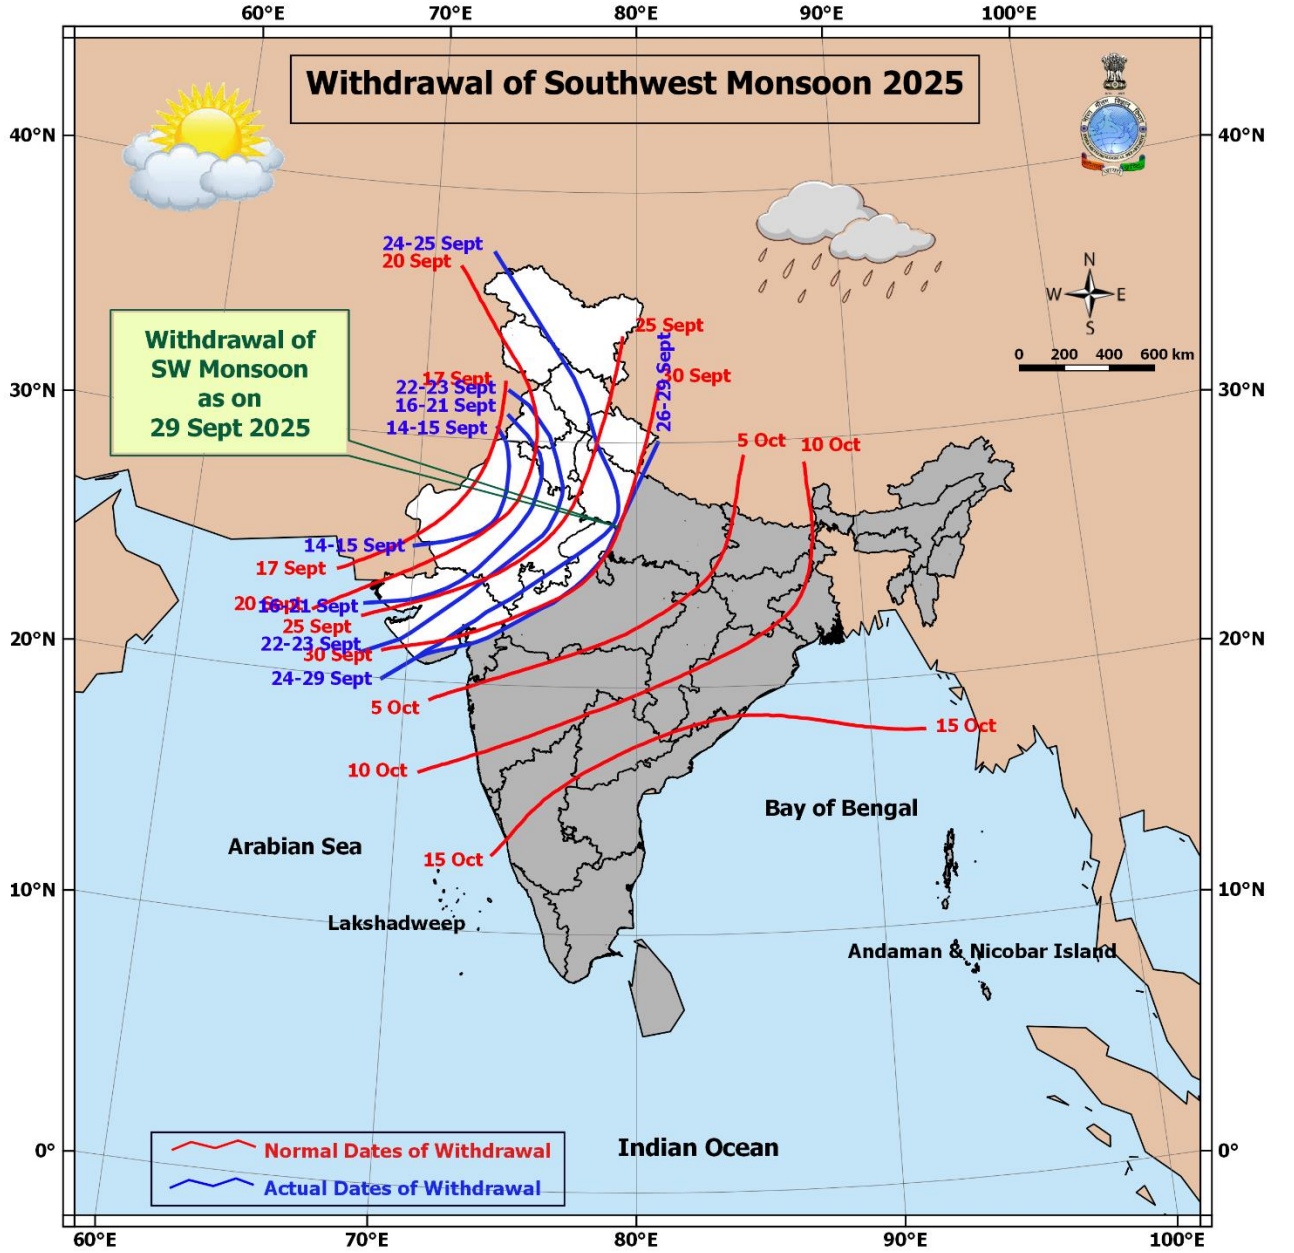 60°E 70°E 80°E 90°E 100°E
Withdrawal of Southwest Monsoon 2025
40°N 40°N
24-25 Sept
20 Sept
N
W E
S
Withdrawal of
SW Monsoon
as on
29 Sept 2025
25 Sept
26-29 Sept
30 Sept
0 200 400 600 km
30°N 30°N
17 Sept
22-23 Sept
16-21 Sept
14-15 Sept
5 Oct 10 Oct
14-15 Sept
17 Sept
20 Sept
16-21 Sept
25 Sept
22-23 Sept
30 Sept
24-29 Sept
20°N 20°N
5 Oct
15 Oct
10 Oct
Bay of Bengal
Arabian Sea
15 Oct
10°N 10°N
Lakshadweep
Andaman & Nicobar Island
Indian Ocean
0° 0°
Normal Dates of Withdrawal
Actual Dates of Withdrawal
60°E 70°E 80°E 90°E 100°E